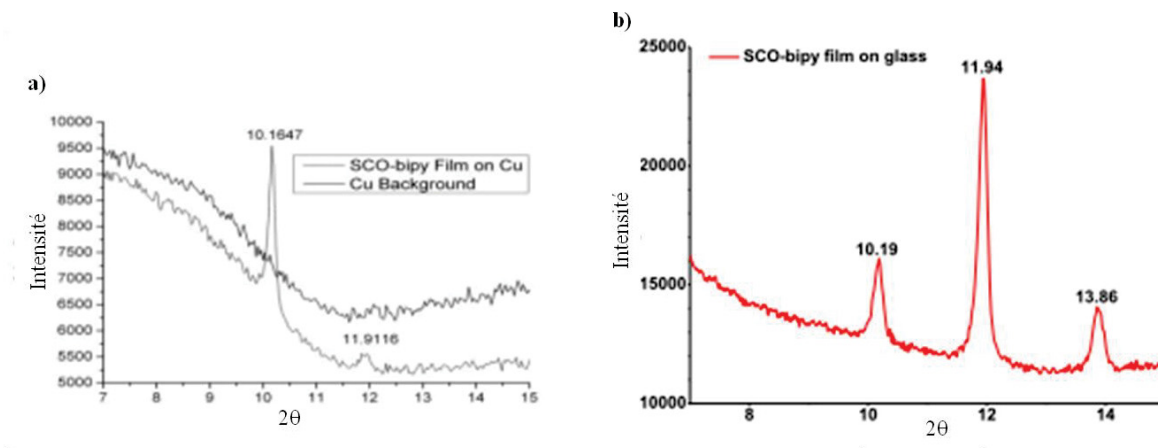 a)
10000
9500
9000
8500
8000
7500
7000
6500
6000
5500
5000
Intensité
10.1647
SCO-bipy Film on Cu
Cu Background
11.9116
7 8 9 10 11 12 13 14 15
2θ
b)
25000
20000
15000
10000
Intensité
SCO-bipy film on glass
11.94
10.19
13.86
8 10 12 14
2θ